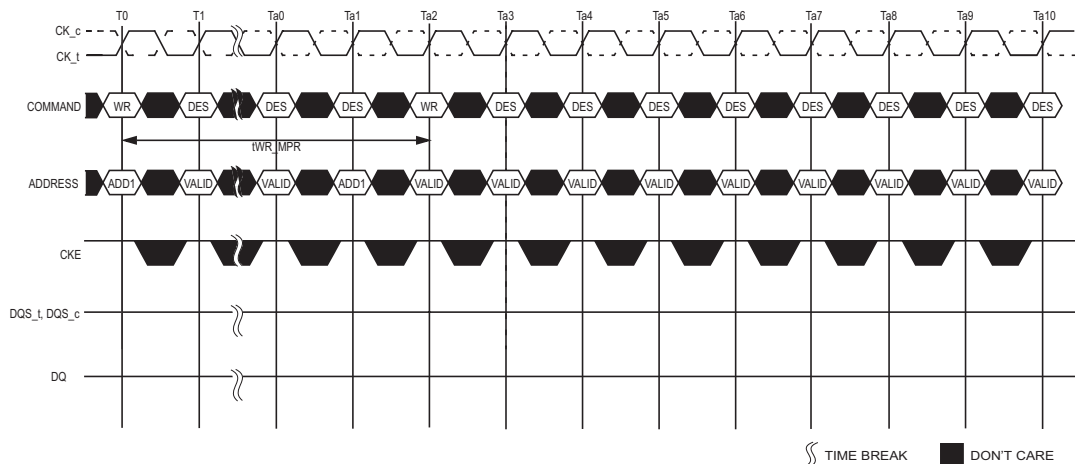 T0 T1 Ta0 Ta1 Ta2 Ta3 Ta4 Ta5 Ta6 Ta7 Ta8 Ta9 Ta10
CK_c
CK_t
COMMAND WR DES DES DES WR DES DES DES DES DES DES DES DES
tWR_MPR
ADDRESS ADD1 VALID VALID ADD1 VALID VALID VALID VALID VALID VALID VALID VALID VALID
CKE
DQS_t, DQS_c
DQ
TIME BREAK DON'T CARE